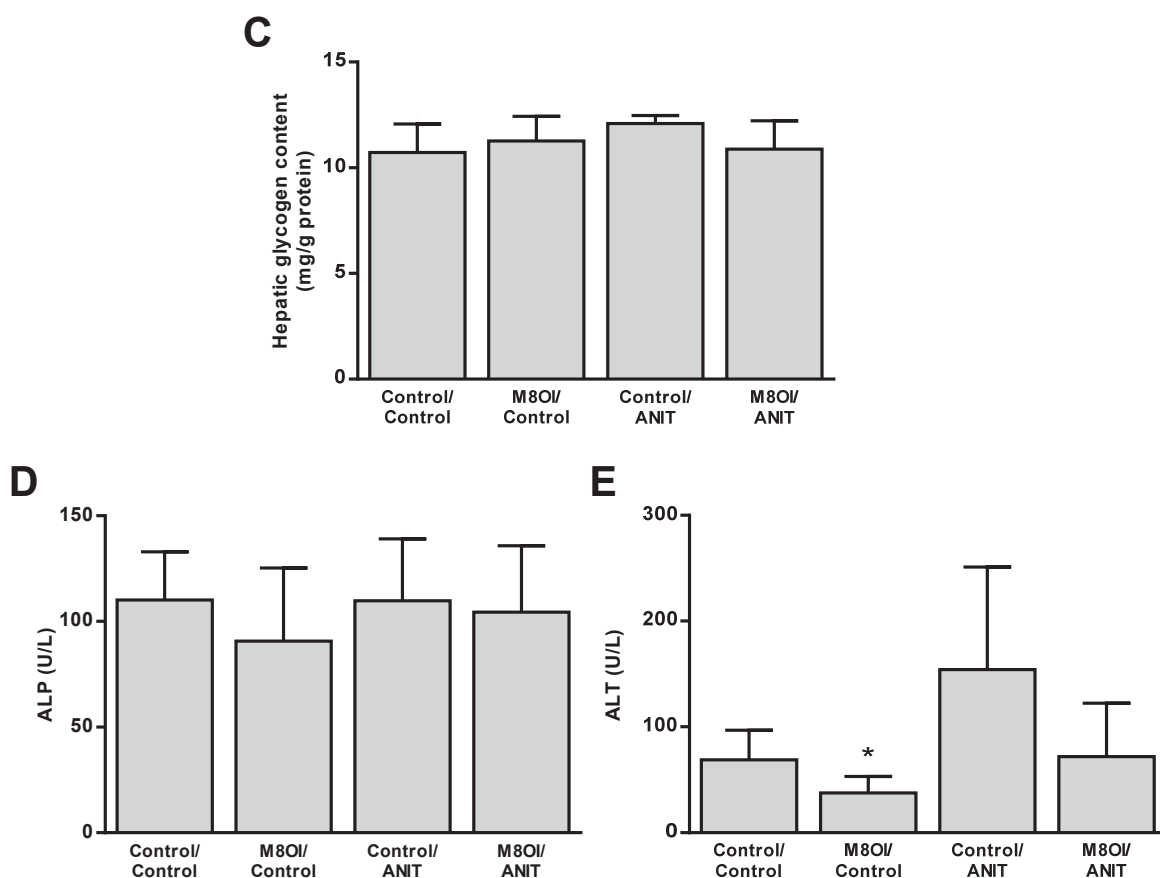 C
Hepatic glycogen content
(mg/g protein)
15
10
5
0
Control/
Control
M8OI/
Control
Control/
ANIT
M8OI/
ANIT
D
ALP (U/L)
150
100
50
0
Control/
Control
M8OI/
Control
Control/
ANIT
M8OI/
ANIT
E
ALT (U/L)
300
200
100
0
*
Control/
Control
M8OI/
Control
Control/
ANIT
M8OI/
ANIT